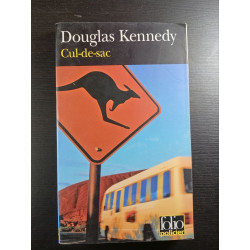 Douglas Kennedy
Cul-de-sac
folio
policier